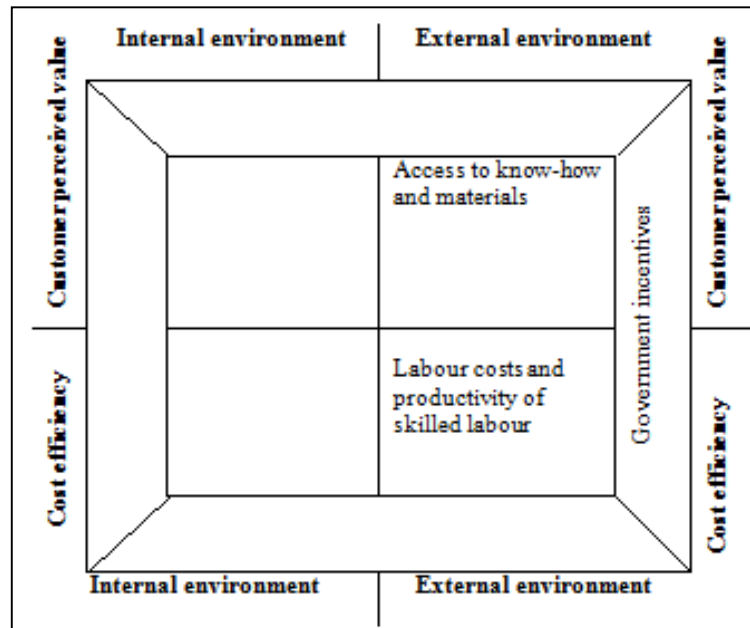 Internal environment
External environment
Customer perceived value
Customer perceived value
Access to know-how
and materials
Government incentives
Labour costs and
productivity of
skilled labour
Cost efficiency
Cost efficiency
Internal environment
External environment